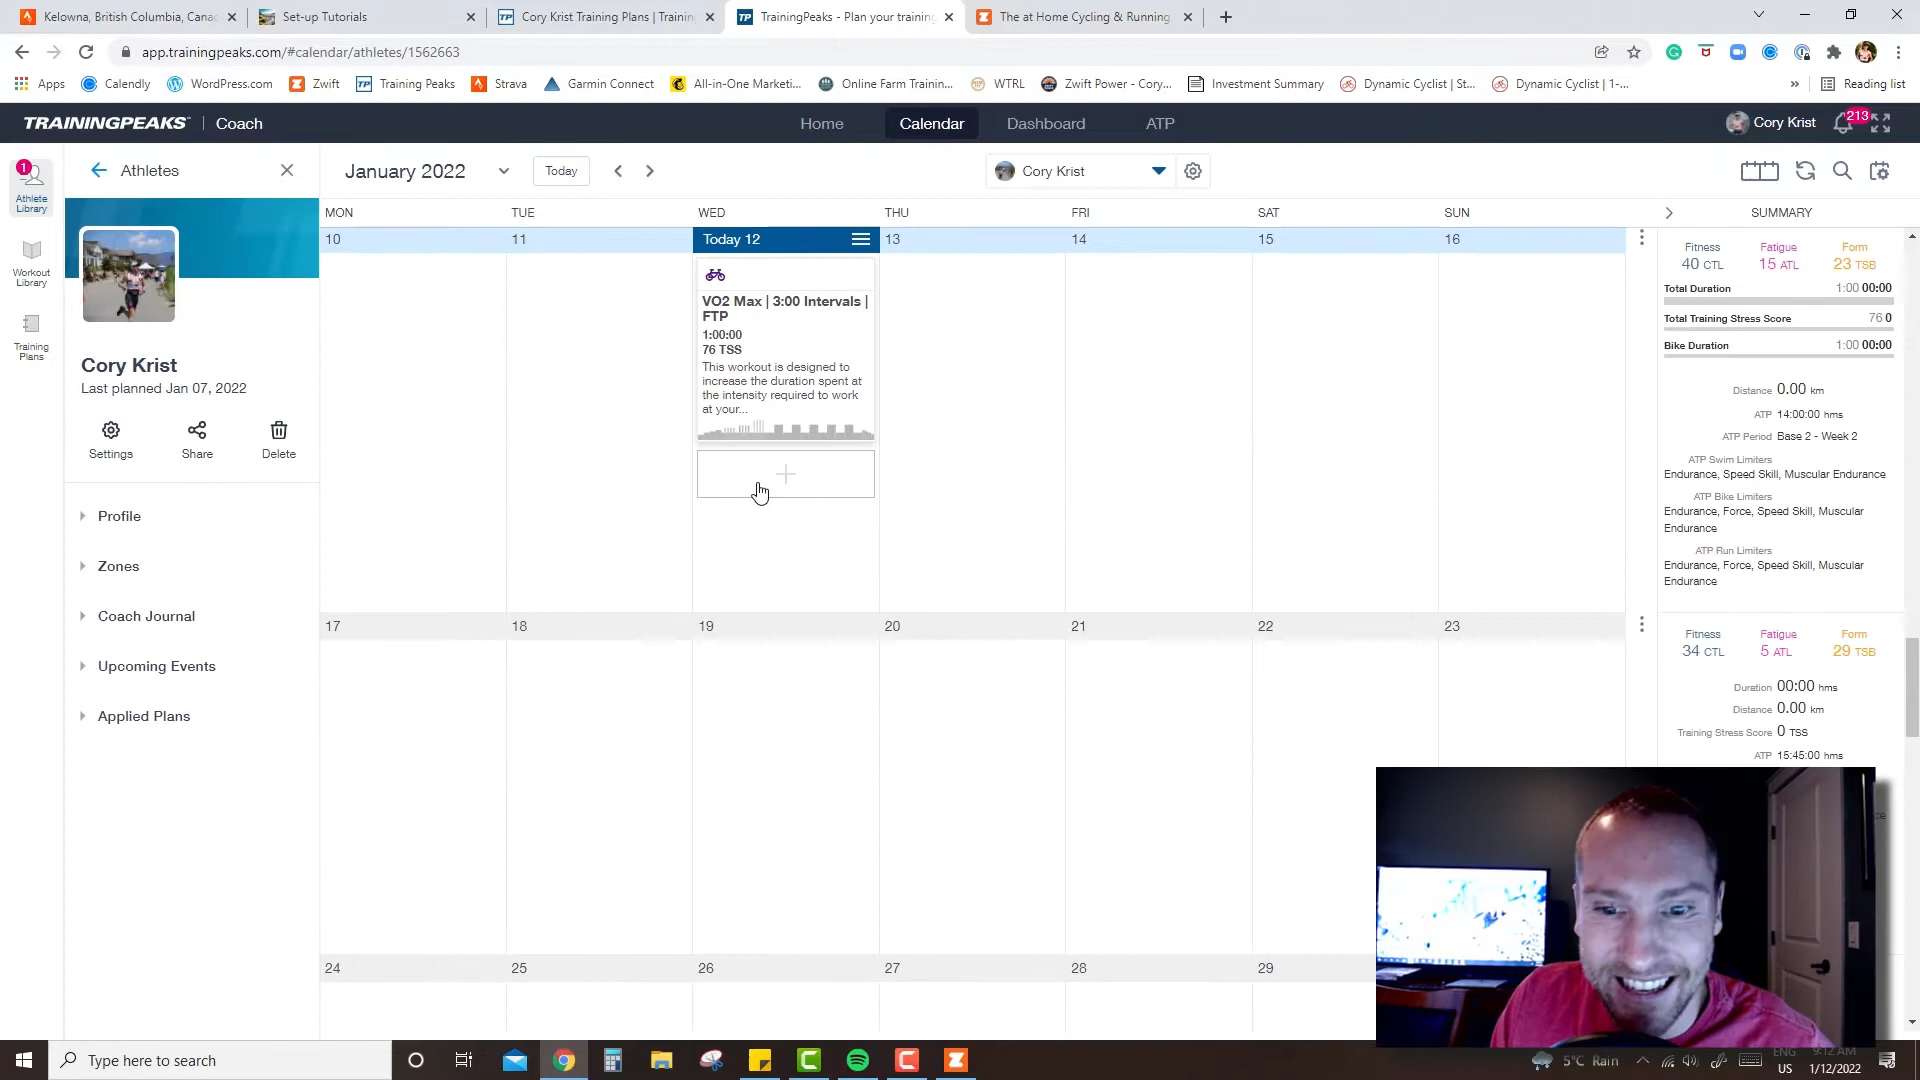 Kelowna, British Columbia, Cana
Set-up Tutorials
Cory Krist Training Plans | Trainin
TrainingPeaks - Plan your training
The at Home Cycling & Running
app.trainingpeaks.com/#calendar/athletes/1562663
Apps
Calendly
WordPress.com
Zwift
Training Peaks
Strava
Garmin Connect
All-in-One Marketi...
Online Farm Trainin...
WTRL
Zwift Power - Cory...
Investment Summary
Dynamic Cyclist | St...
Dynamic Cyclist | 1-...
»
Reading list
TRAININGPEAKS | Coach
Home
Calendar
Dashboard
ATP
Cory Krist
213
1
Athlete
Library
Workout
Library
Training
Plans
Athletes
Cory Krist
Last planned Jan 07, 2022
Settings
Share
Delete
Profile
Zones
Coach Journal
Upcoming Events
Applied Plans
January 2022
Today
Cory Krist
MON TUE WED THU FRI SAT SUN
SUMMARY
10 11 Today 12 13 14 15 16
VO2 Max | 3:00 Intervals |
FTP
1:00:00
76 TSS
This workout is designed to
increase the duration spent at
the intensity required to work
at your...
17 18 19 20 21 22 23
24 25 26 27 28 29
Fitness Fatigue Form
40 CTL 15 ATL 23 TSB
Total Duration 1:00 00:00
Total Training Stress Score 76 0
Bike Duration 1:00 00:00
Distance 0.00 km
ATP 14:00:00 hms
ATP Period Base 2 - Week 2
ATP Swim Limiters
Endurance, Speed Skill, Muscular Endurance
ATP Bike Limiters
Endurance, Force, Speed Skill, Muscular
Endurance
ATP Run Limiters
Endurance, Force, Speed Skill, Muscular
Endurance
Fitness Fatigue Form
34 CTL 5 ATL 29 TSB
Duration 00:00 hms
Distance 0.00 km
Training Stress Score 0 TSS
ATP 15:45:00 hms
ce
Type here to search
5°C Rain
ENG
US
9:12 AM
1/12/2022